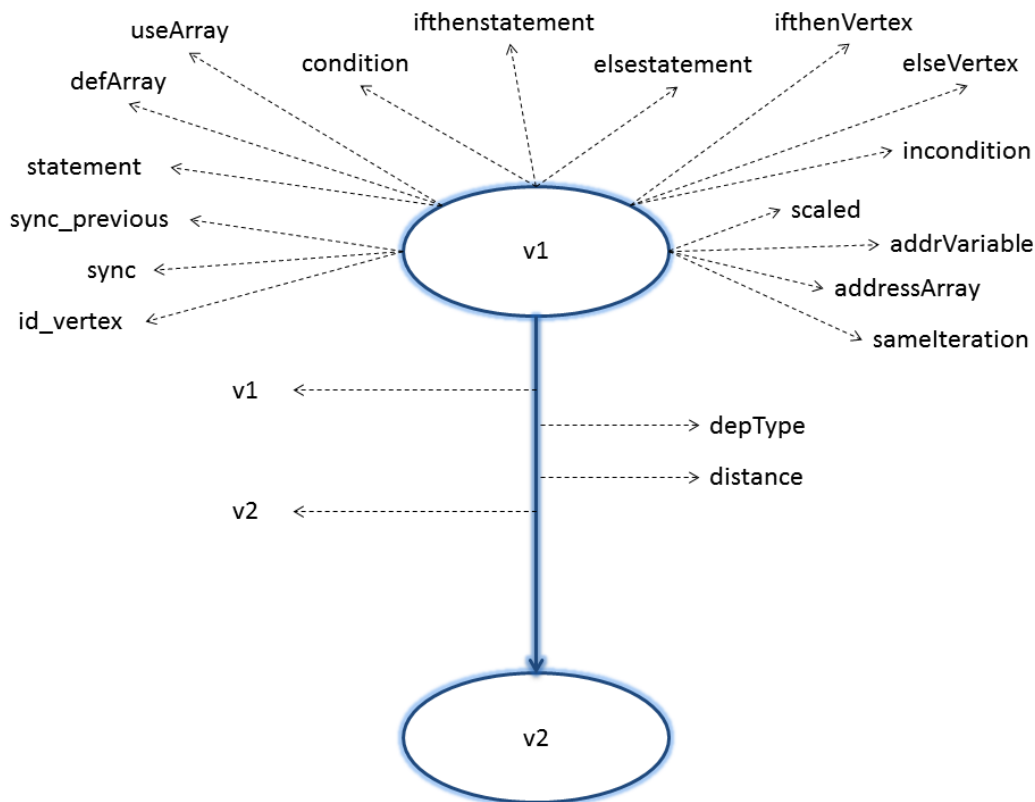 ifthenstatement
ifthenVertex
useArray
condition
elsestatement
elseVertex
defArray
incondition
statement
scaled
sync_previous
addrVariable
v1
sync
addressArray
id_vertex
sameIteration
v1
depType
distance
v2
v2